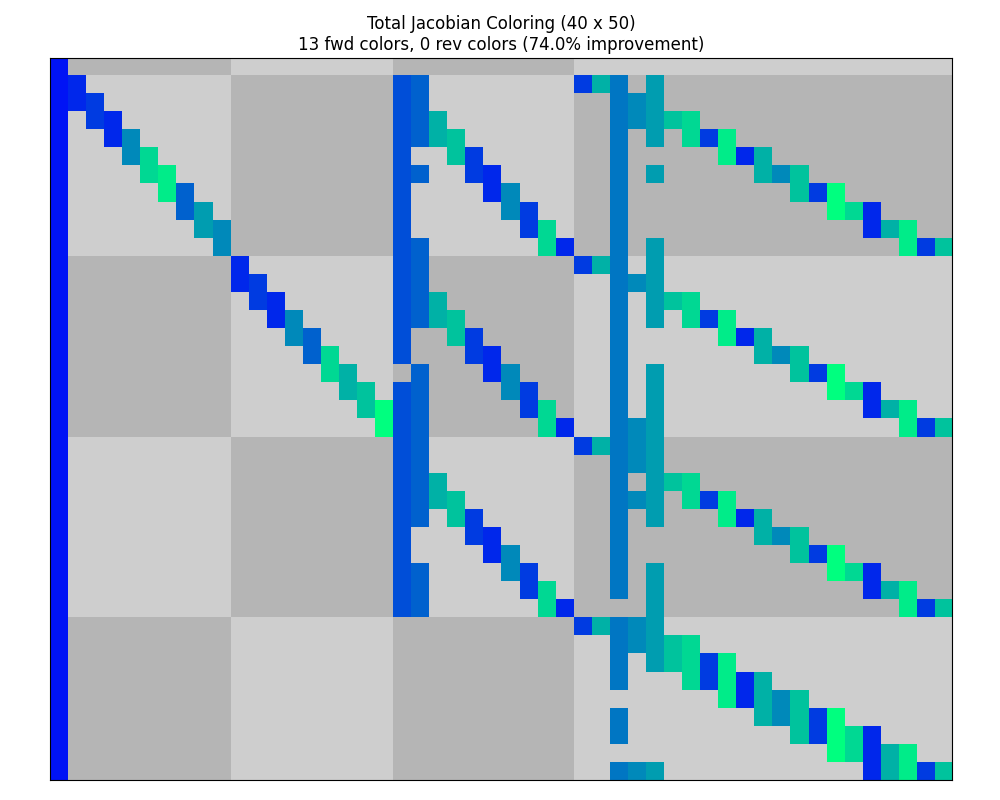 Total Jacobian Coloring (40 x 50)
13 fwd colors, 0 rev colors (74.0% improvement)